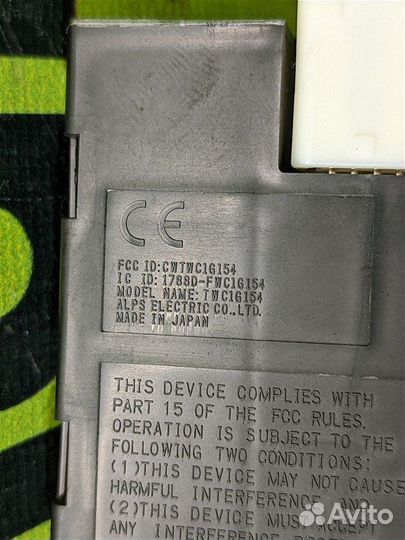 CE
FCC ID:CWTWC1G154
IC ID:1788D-FWC1G154
MODEL NAME:TWC1G154
ALPS ELECTRIC CO.,LTD.
MADE IN JAPAN
THIS DEVICE COMPLIES WITH
PART 15 OF THE FCC RULES.
OPERATION IS SUBJECT TO THE
FOLLOWING TWO CONDITIONS:
(1)THIS DEVICE MAY NOT CAUSE
HARMFUL INTERFERENCE, AND
(2)THIS DEVICE MUST ACCEPT
ANY INTERFERENCE
Avito